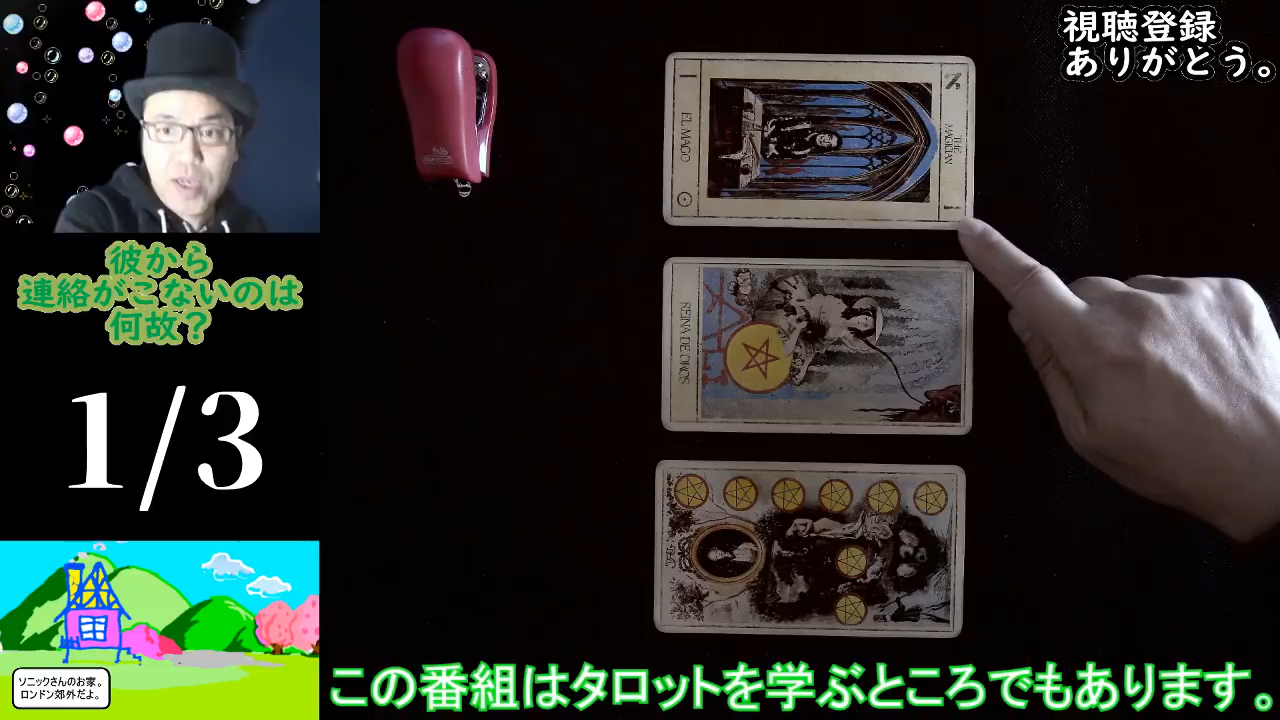 視聴登録
ありがとう。
彼から
連絡がこないのは
何故？
1/3
ソニックさんのお家。
ロンドン郊外だよ。
I
EL MAGO
THE
MAGICIAN
1
REINA DE OROS
この番組はタロットを学ぶところでもあります。